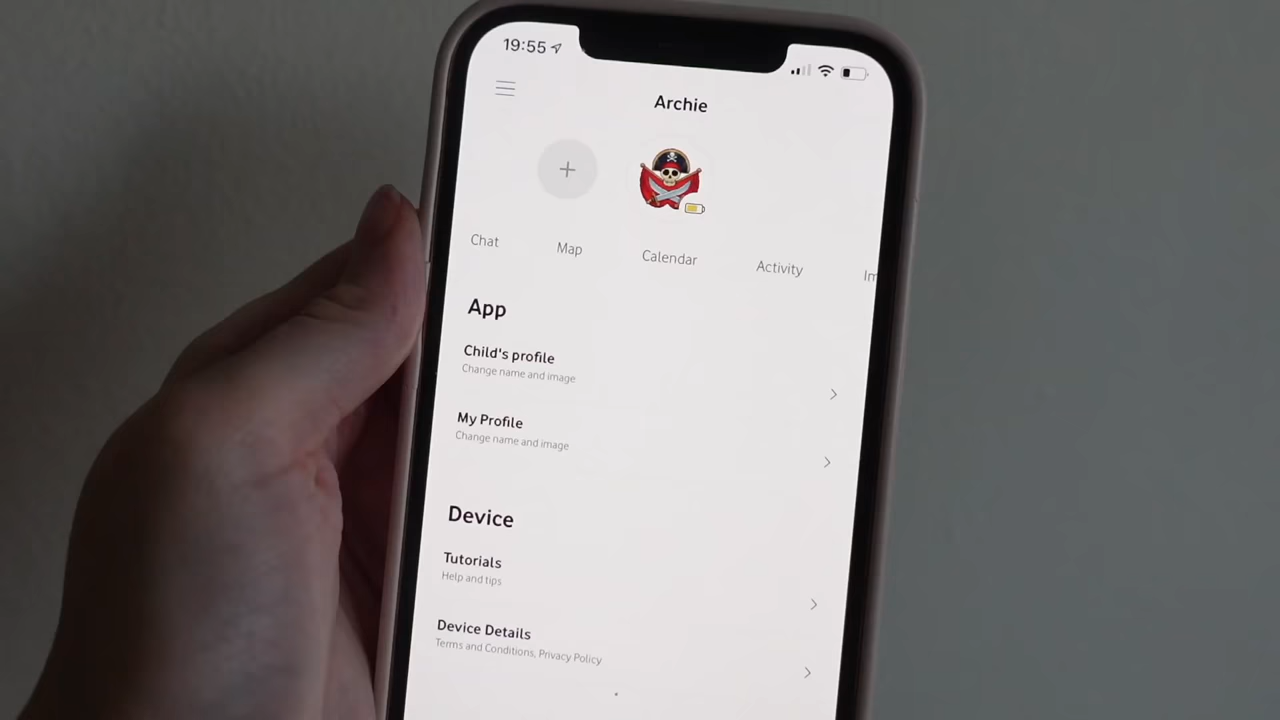 19:55
Archie
Chat Map Calendar Activity Im
App
Child's profile
Change name and image
My Profile
Change name and image
Device
Tutorials
Help and tips
Device Details
Terms and Conditions, Privacy Policy